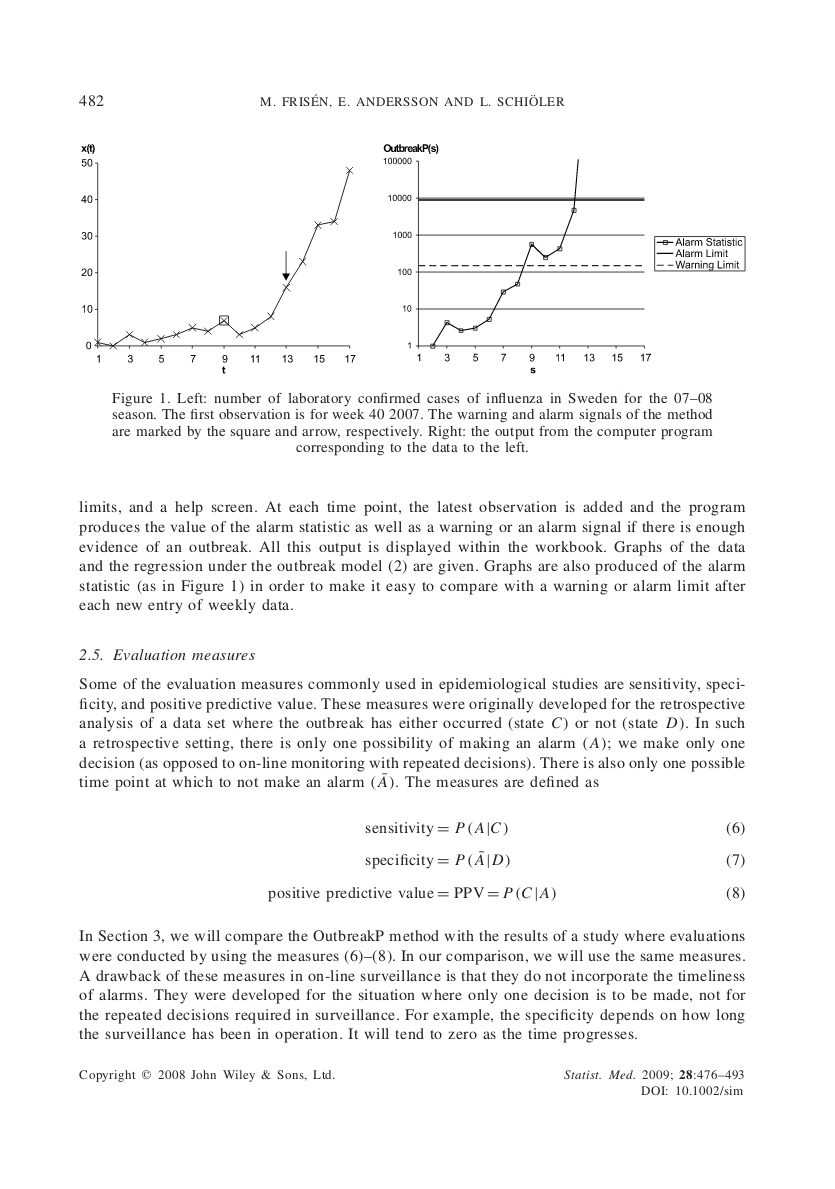 482
M. FRISÉN, E. ANDERSSON AND L. SCHIÖLER
x(t)
50
40
30
20
10
0
1 3 5 7 9 11 13 15 17
t
OutbreakP(s)
100000
10000
1000
100
10
1
1 3 5 7 9 11 13 15 17
s
Alarm Statistic
Alarm Limit
Warning Limit
Figure 1. Left: number of laboratory confirmed cases of influenza in Sweden for the 07–08
season. The first observation is for week 40 2007. The warning and alarm signals of the method
are marked by the square and arrow, respectively. Right: the output from the computer program
corresponding to the data to the left.
limits, and a help screen. At each time point, the latest observation is added and the program
produces the value of the alarm statistic as well as a warning or an alarm signal if there is enough
evidence of an outbreak. All this output is displayed within the workbook. Graphs of the data
and the regression under the outbreak model (2) are given. Graphs are also produced of the alarm
statistic (as in Figure 1) in order to make it easy to compare with a warning or alarm limit after
each new entry of weekly data.
2.5. Evaluation measures
Some of the evaluation measures commonly used in epidemiological studies are sensitivity, speci-
ficity, and positive predictive value. These measures were originally developed for the retrospective
analysis of a data set where the outbreak has either occurred (state C) or not (state D). In such
a retrospective setting, there is only one possibility of making an alarm (A); we make only one
decision (as opposed to on-line monitoring with repeated decisions). There is also only one possible
time point at which to not make an alarm (Ā). The measures are defined as
sensitivity = P(A|C) (6)
specificity = P(Ā|D) (7)
positive predictive value = PPV = P(C|A) (8)
In Section 3, we will compare the OutbreakP method with the results of a study where evaluations
were conducted by using the measures (6)–(8). In our comparison, we will use the same measures.
A drawback of these measures in on-line surveillance is that they do not incorporate the timeliness
of alarms. They were developed for the situation where only one decision is to be made, not for
the repeated decisions required in surveillance. For example, the specificity depends on how long
the surveillance has been in operation. It will tend to zero as the time progresses.
Copyright © 2008 John Wiley & Sons, Ltd.
Statist. Med. 2009; 28:476–493
DOI: 10.1002/sim